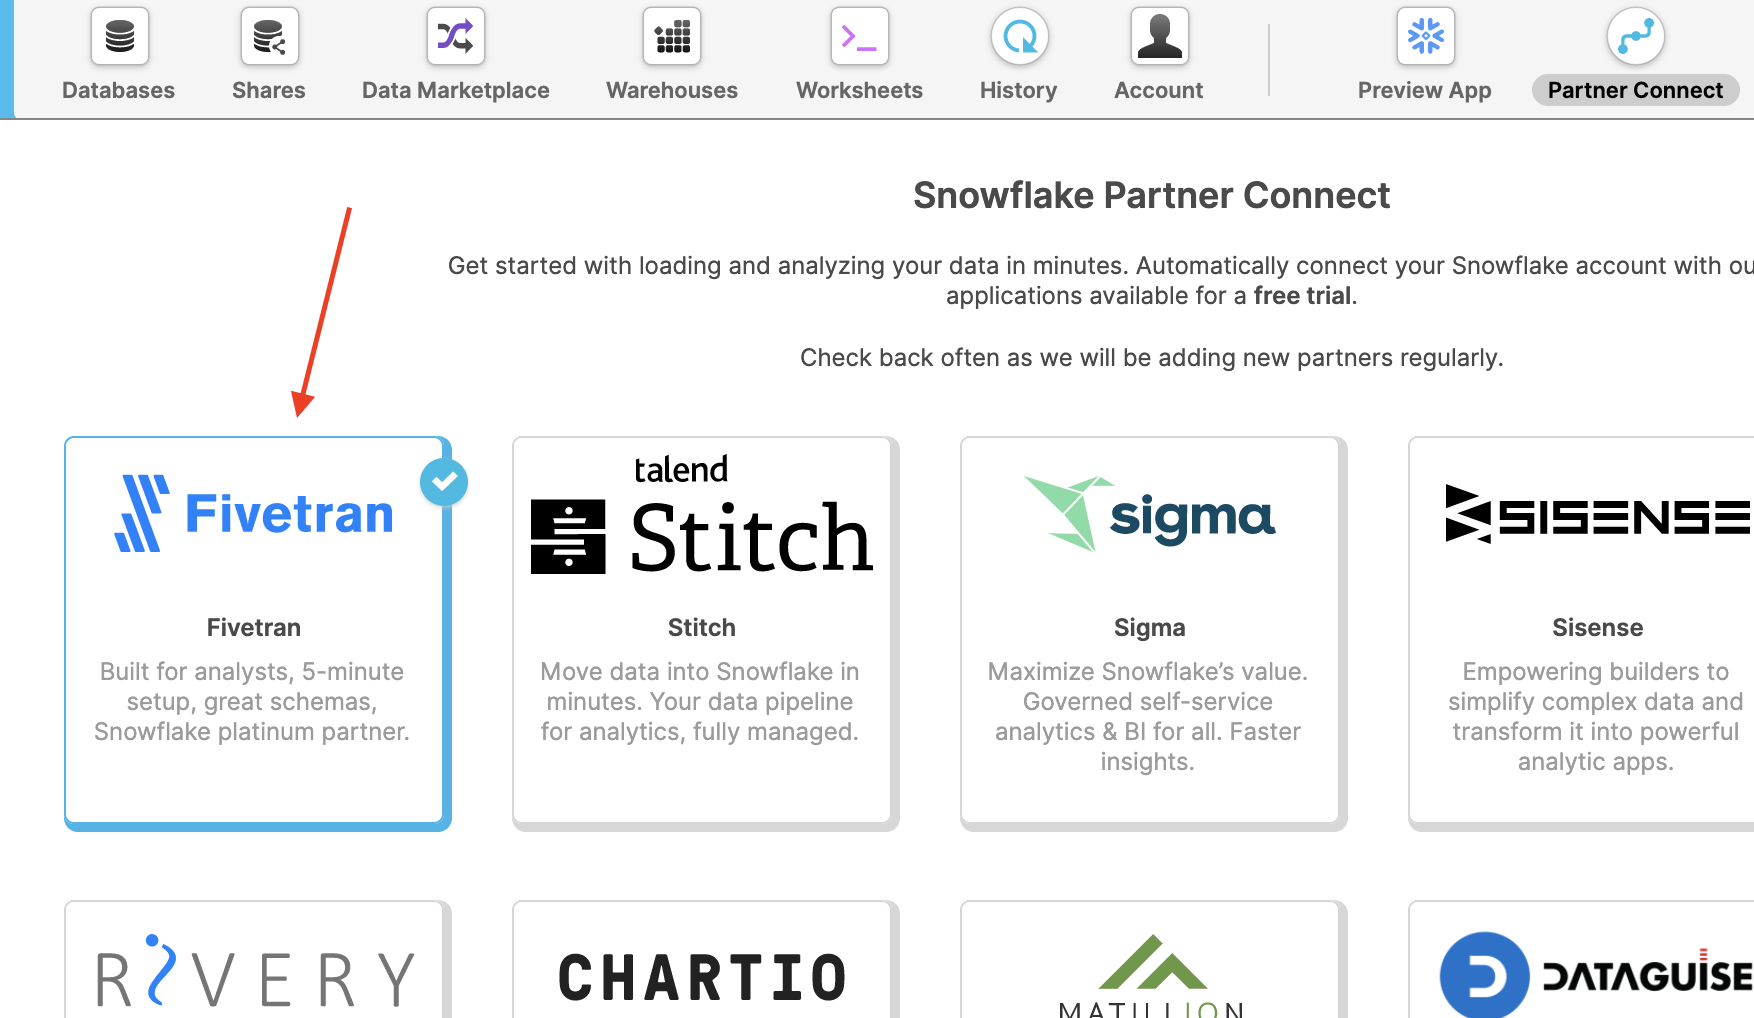 Databases
Shares
Data Marketplace
Warehouses
Worksheets
History
Account
Preview App
Partner Connect
Snowflake Partner Connect
Get started with loading and analyzing your data in minutes. Automatically connect your Snowflake account with ou
applications available for a free trial.
Check back often as we will be adding new partners regularly.
Fivetran
Fivetran
Built for analysts, 5-minute
setup, great schemas,
Snowflake platinum partner.
talend
Stitch
Stitch
Move data into Snowflake in
minutes. Your data pipeline
for analytics, fully managed.
sigma
Sigma
Maximize Snowflake’s value.
Governed self-service
analytics & BI for all. Faster
insights.
SISENSE
Sisense
Empowering builders to
simplify complex data and
transform it into powerful
analytic apps.
RIVERY
CHARTIO
MATILLION
DATAGUISE